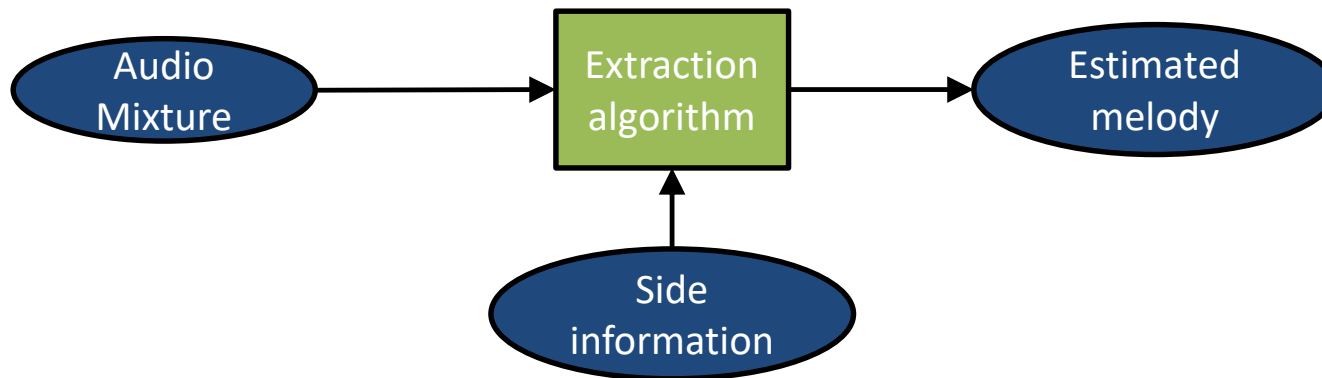 Audio
Mixture
Extraction
algorithm
Estimated
melody
Side
information